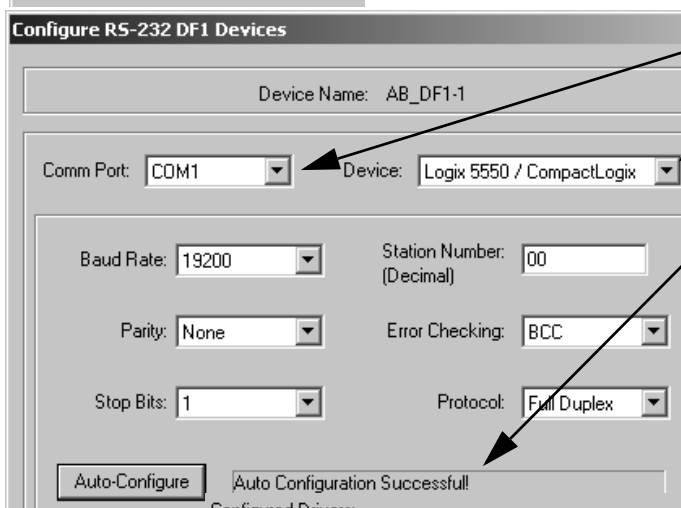 Configure RS-232 DF1 Devices
Device Name: AB_DF1-1
Comm Port: COM1 Device: Logix 5550 / CompactLogix
Baud Rate: 19200 Station Number: 00
(Decimal)
Parity: None Error Checking: BCC
Stop Bits: 1 Protocol: Full Duplex
Auto-Configure Auto Configuration Successful!
Configured Drivers: